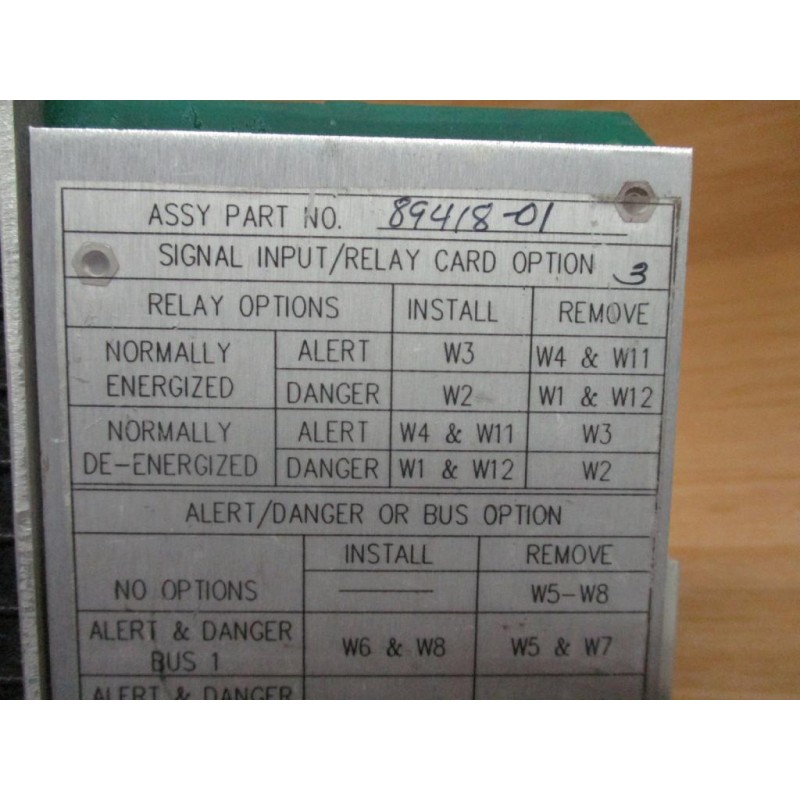 ASSY PART NO. 89418-01
SIGNAL INPUT/RELAY CARD OPTION 3
RELAY OPTIONS INSTALL REMOVE
NORMALLY ENERGIZED ALERT W3 W4 & W11
DANGER W2 W1 & W12
NORMALLY DE-ENERGIZED ALERT W4 & W11 W3
DANGER W1 & W12 W2
ALERT/DANGER OR BUS OPTION
INSTALL REMOVE
NO OPTIONS W5-W8
ALERT & DANGER
BUS 1 W6 & W8 W5 & W7
ALERT & DANGER